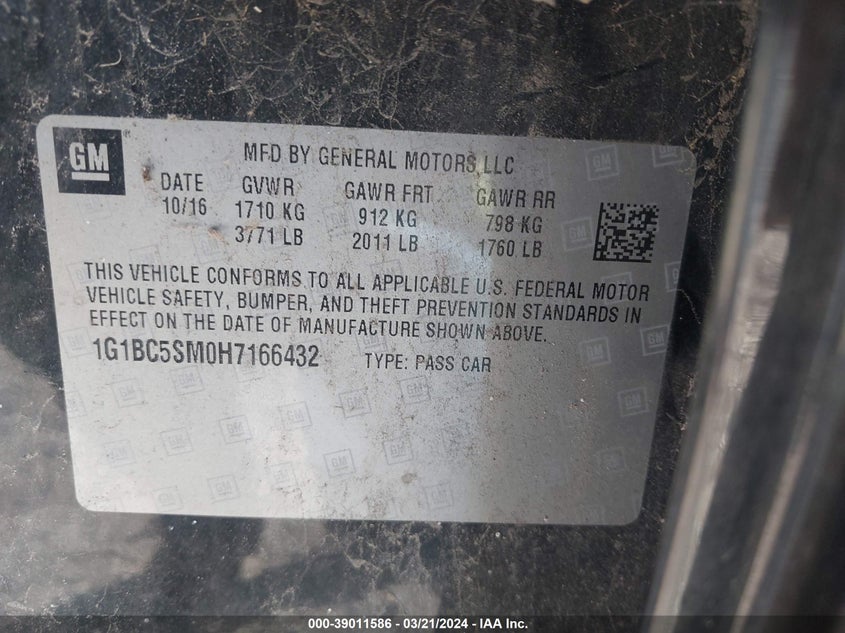 GM
MFD BY GENERAL MOTORS LLC
DATE GVWR GAWR FRT GAWR RR
10/16 1710 KG 912 KG 798 KG
3771 LB 2011 LB 1760 LB
THIS VEHICLE CONFORMS TO ALL APPLICABLE U.S. FEDERAL MOTOR
VEHICLE SAFETY, BUMPER, AND THEFT PREVENTION STANDARDS IN
EFFECT ON THE DATE OF MANUFACTURE SHOWN ABOVE.
1G1BC5SM0H7166432 TYPE: PASS CAR
000-39011586 - 03/21/2024 - IAA Inc.